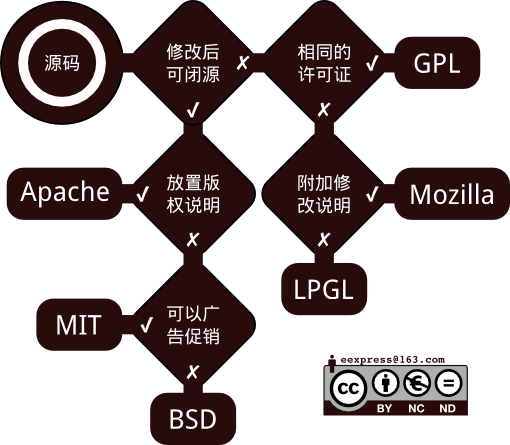 源码
修改后
可闭源
✗
✓
相同的
许可证
✓
✗
GPL
Apache
✓
放置版
权说明
✗
附加修
改说明
✓
✗
Mozilla
LPGL
MIT
✓
可以广
告促销
✗
BSD
eexpress@163.com
cc
BY NC ND